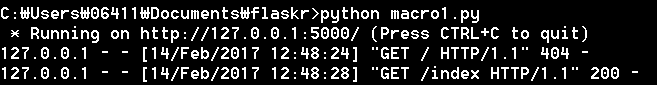 C:₩Users₩06411₩Documents₩flaskr>python macro1.py
 * Running on http://127.0.0.1:5000/ (Press CTRL+C to quit)
127.0.0.1 - - [14/Feb/2017 12:48:24] "GET / HTTP/1.1" 404 -
127.0.0.1 - - [14/Feb/2017 12:48:28] "GET /index HTTP/1.1" 200 -